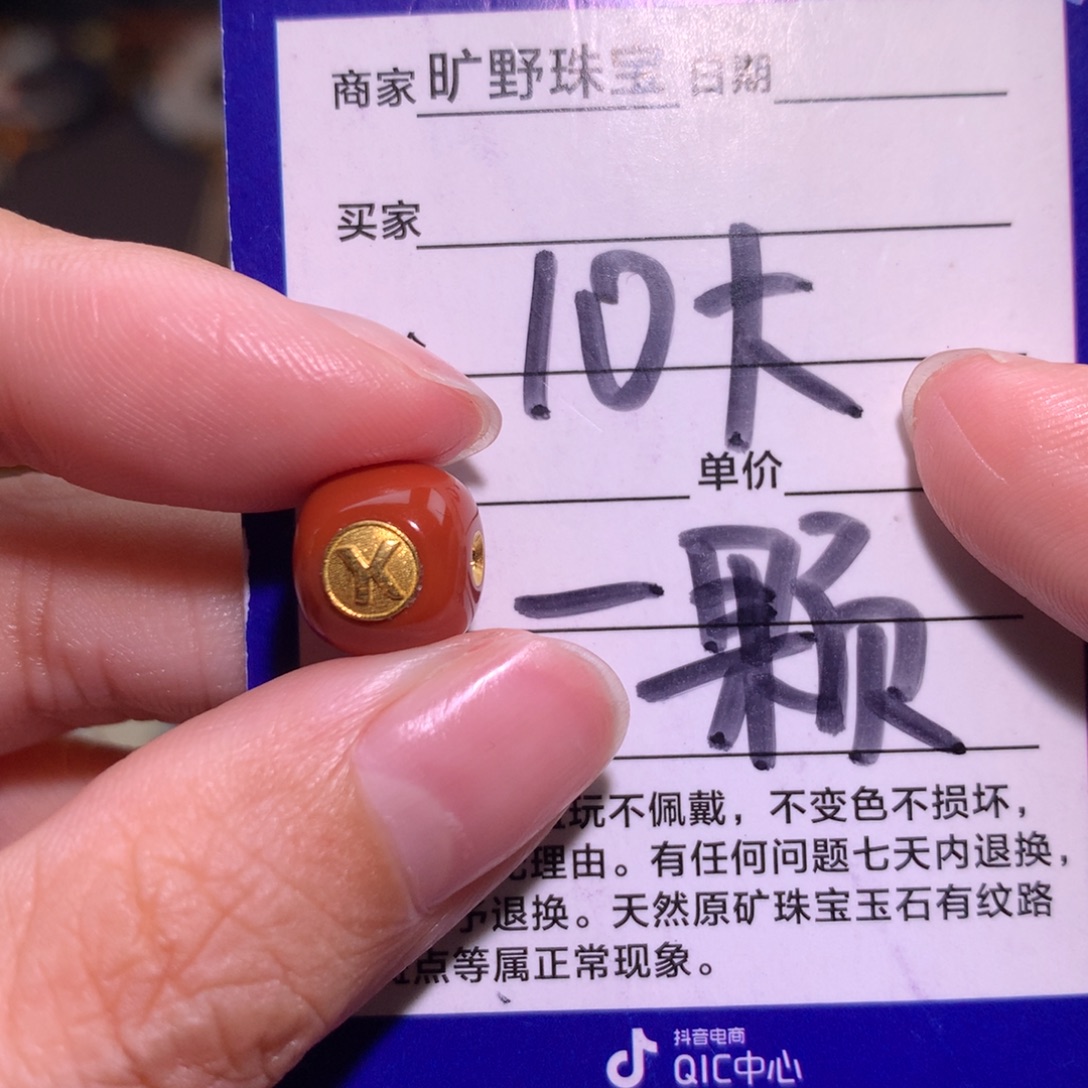 商家 旷野珠宝 日期
买家
10大
单价
一颗
玩不佩戴，不变色不损坏，
理由。有任何问题七天内退换，
予退换。天然原矿珠宝玉石有纹路
点等属正常现象。
抖音电商
QIC中心
YK